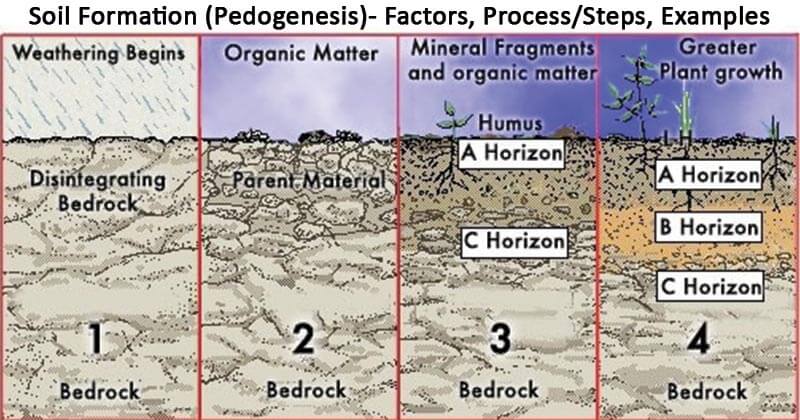 Soil Formation (Pedogenesis)- Factors, Process/Steps, Examples
Weathering Begins
Disintegrating
Bedrock
1
Bedrock
Organic Matter
Parent Material
2
Bedrock
Mineral Fragments
and organic matter
Humus
A Horizon
C Horizon
3
Bedrock
Greater
Plant growth
A Horizon
B Horizon
C Horizon
4
Bedrock